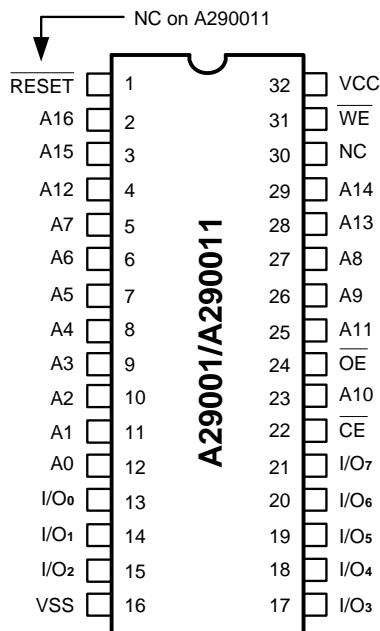 NC on A290011
RESET 1 32 VCC
A16 2 31 WE
A15 3 30 NC
A12 4 29 A14
A7 5 28 A13
A6 6 27 A8
A5 7 26 A9
A4 8 25 A11
A3 9 24 OE
A2 10 23 A10
A1 11 22 CE
A0 12 21 I/O7
I/O0 13 20 I/O6
I/O1 14 19 I/O5
I/O2 15 18 I/O4
VSS 16 17 I/O3
A29001/A290011